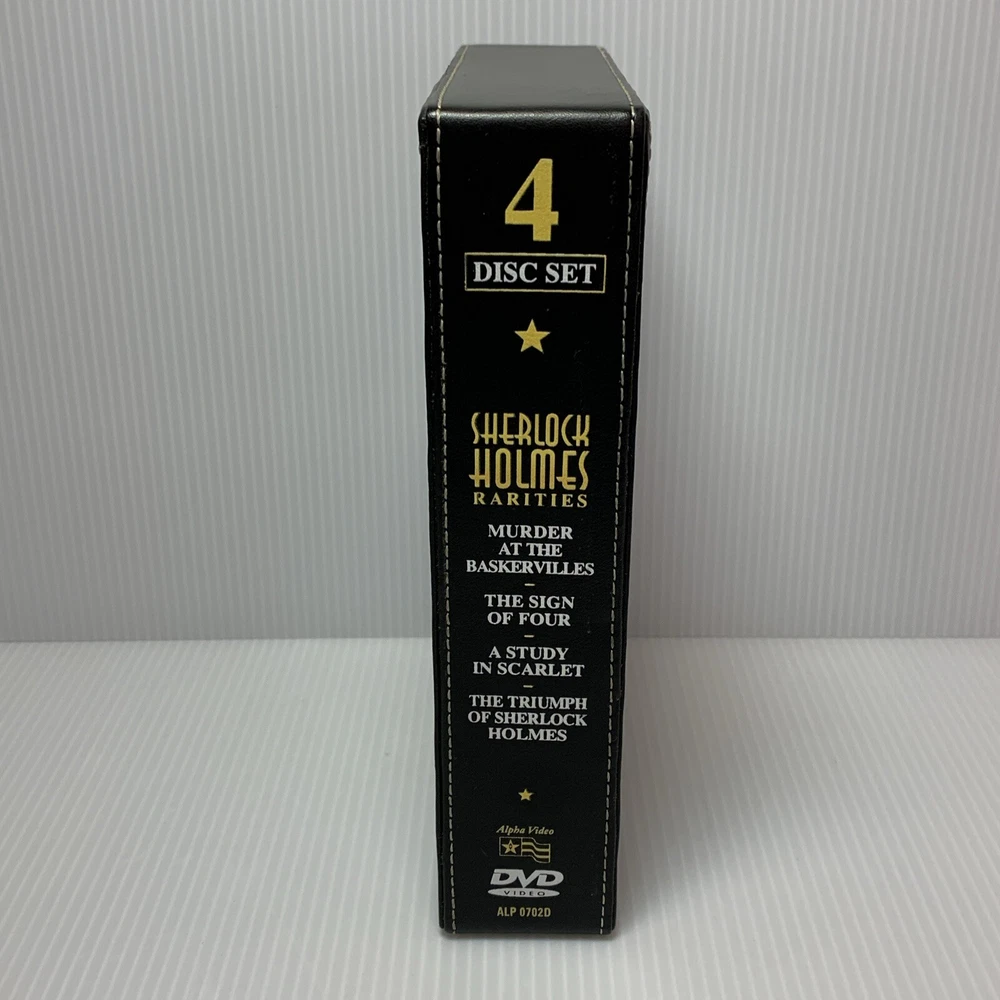 4
DISC SET
SHERLOCK
HOLMES
RARITIES
MURDER
AT THE
BASKERVILLES
–
THE SIGN
OF FOUR
–
A STUDY
IN SCARLET
–
THE TRIUMPH
OF SHERLOCK
HOLMES
Alpha Video
DVD
VIDEO
ALP 0702D